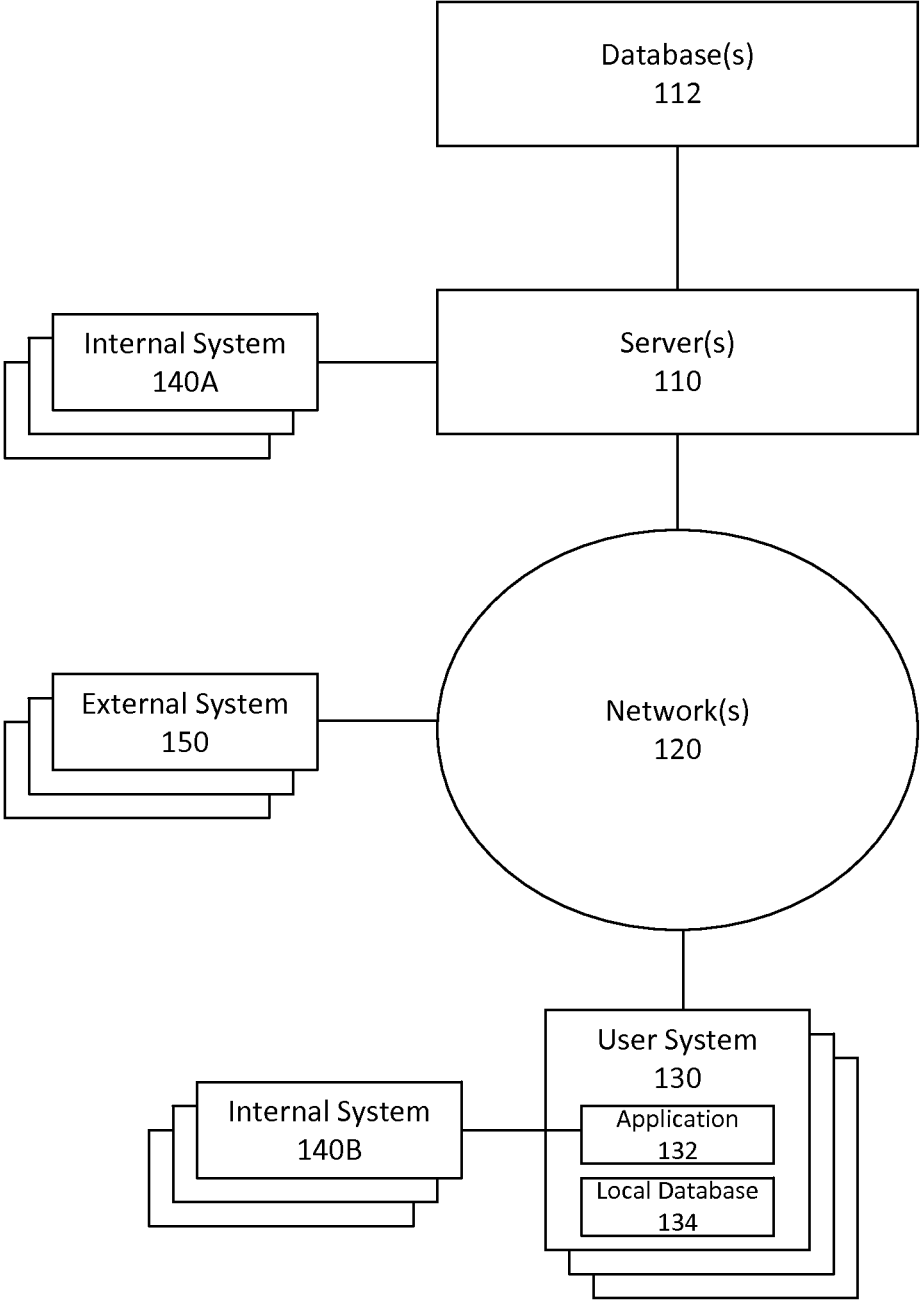 Database(s)
112
Internal System
140A
Server(s)
110
External System
150
Network(s)
120
User System
130
Internal System
140B
Application
132
Local Database
134